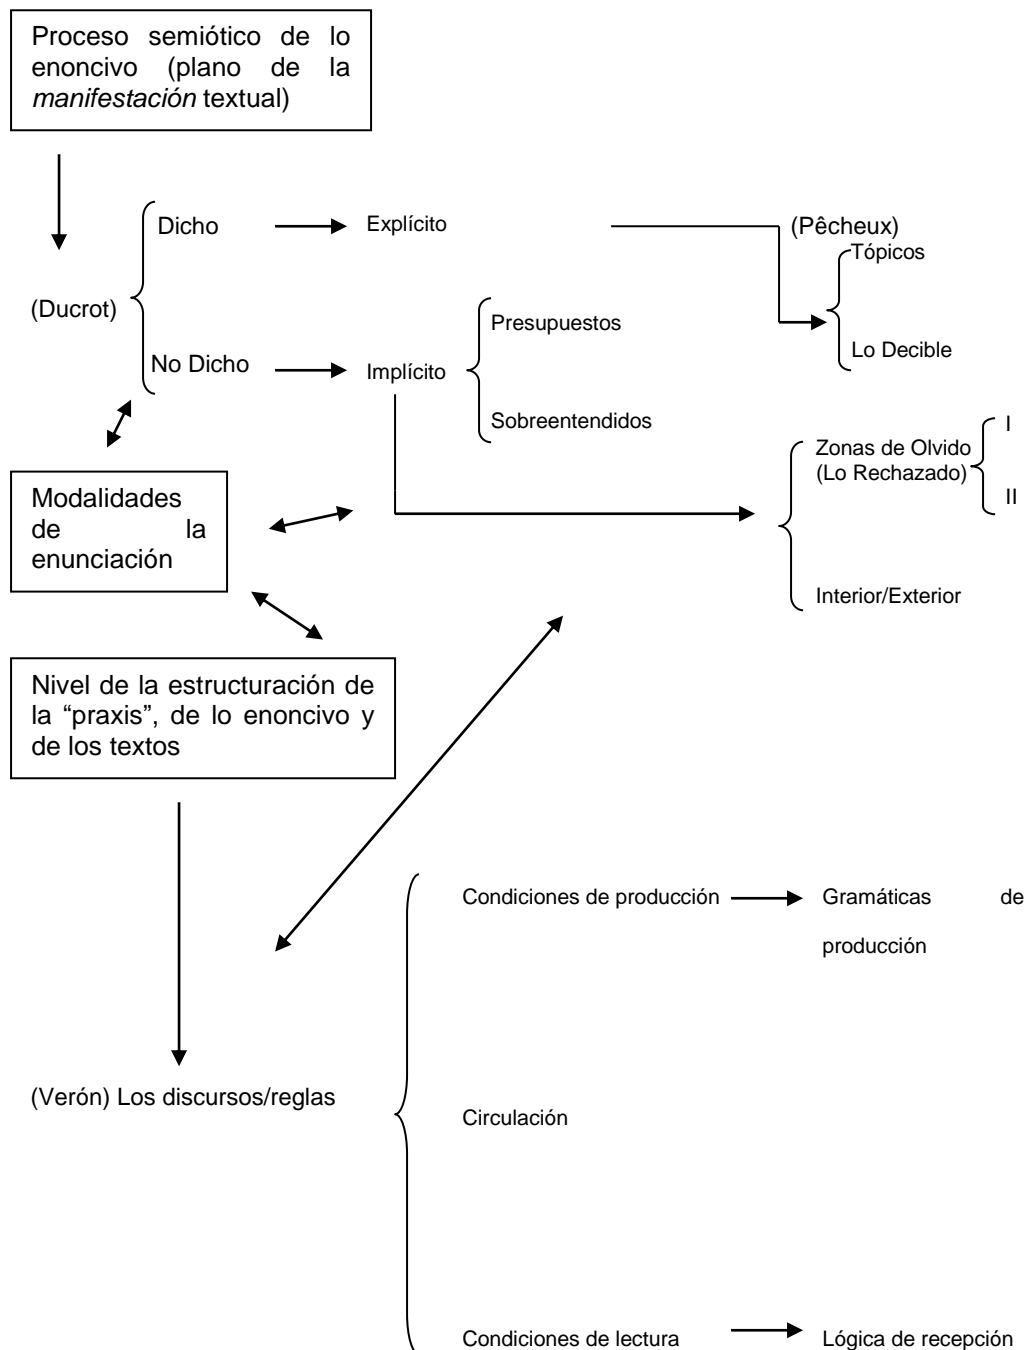 Proceso semiótico de lo
enoncivo (plano de la
manifestación textual)
Dicho
Explícito
(Pêcheux)
Tópicos
(Ducrot)
Presupuestos
Lo Decible
No Dicho
Implícito
Sobreentendidos
I
Zonas de Olvido
(Lo Rechazado)
II
Modalidades
de la
enunciación
Interior/Exterior
Nivel de la estructuración de
la “praxis”, de lo enoncivo y
de los textos
Condiciones de producción
Gramáticas de
producción
(Verón) Los discursos/reglas
Circulación
Condiciones de lectura
Lógica de recepción